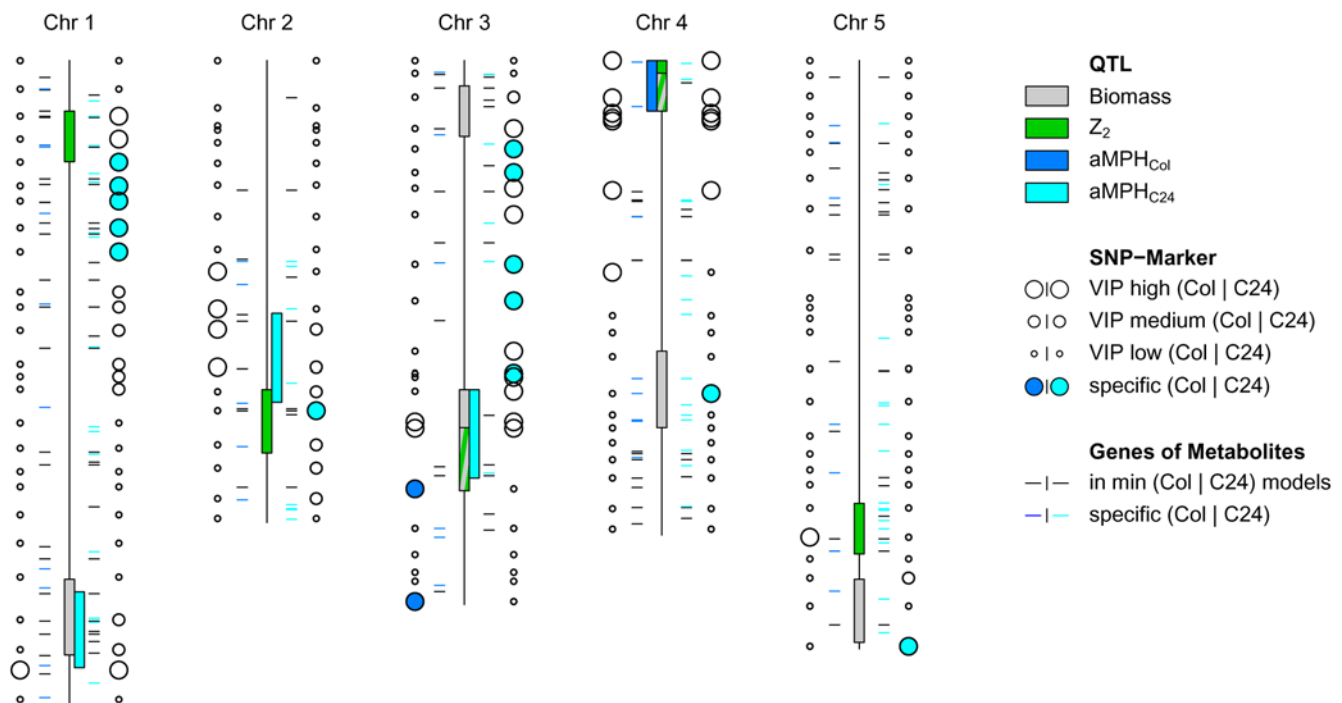 Chr 1
Chr 2
Chr 3
Chr 4
Chr 5
QTL
Biomass
Z2
aMPHCol
aMPHC24
SNP−Marker
VIP high (Col | C24)
VIP medium (Col | C24)
VIP low (Col | C24)
specific (Col | C24)
Genes of Metabolites
in min (Col | C24) models
specific (Col | C24)